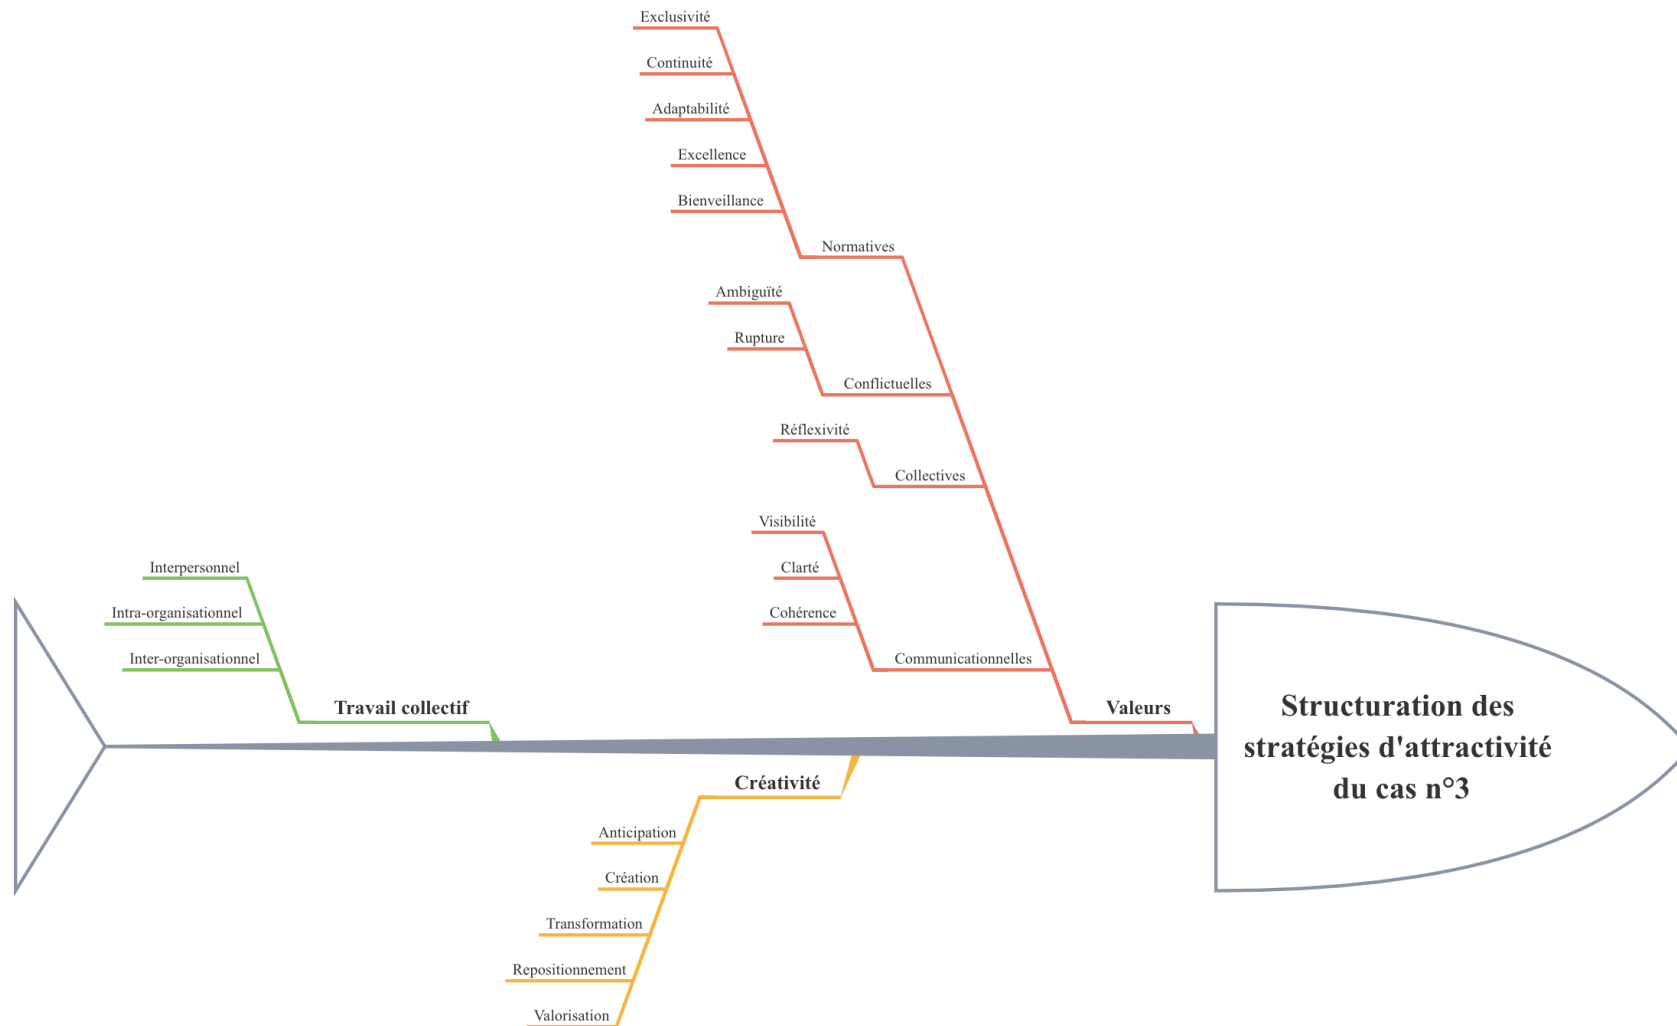 Exclusivité
Continuité
Adaptabilité
Excellence
Bienveillance
Normatives
Ambiguïté
Rupture
Conflictuelles
Réflexivité
Collectives
Visibilité
Clarté
Cohérence
Communicationnelles
Valeurs
Interpersonnel
Intra-organisationnel
Inter-organisationnel
Travail collectif
Créativité
Anticipation
Création
Transformation
Repositionnement
Valorisation
Structuration des
stratégies d'attractivité
du cas n°3